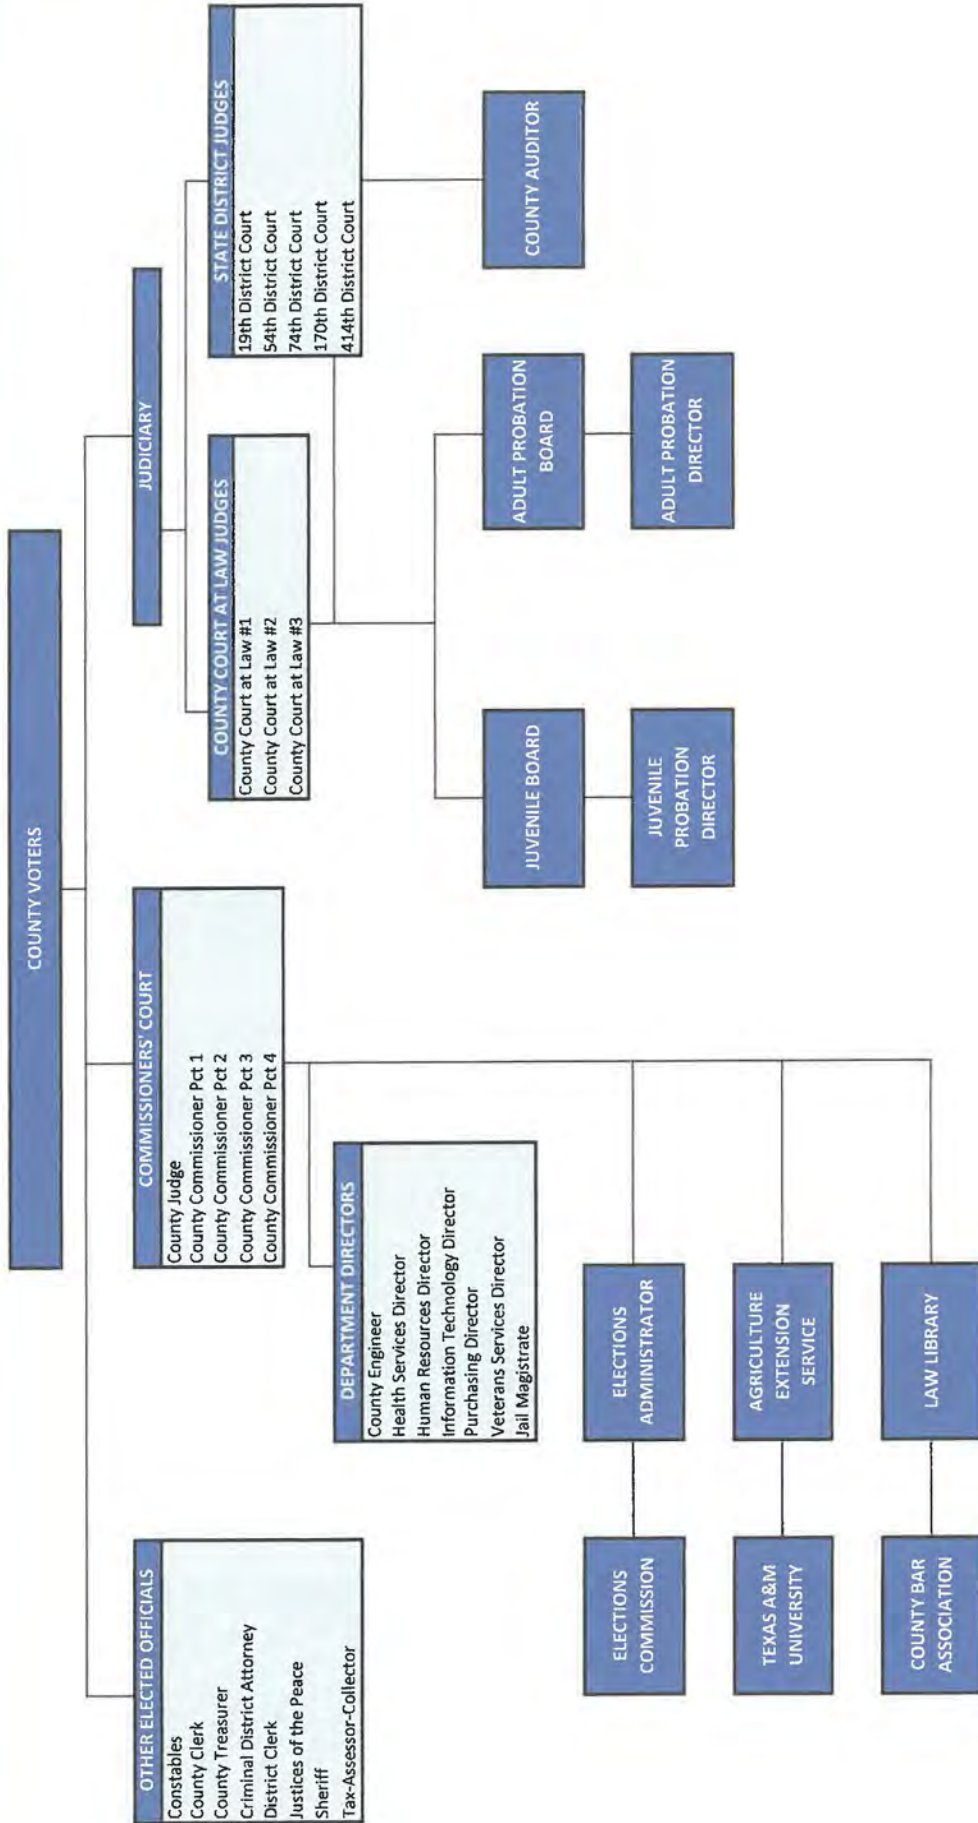 COUNTY VOTERS
OTHER ELECTED OFFICIALS
Constables
County Clerk
County Treasurer
Criminal District Attorney
District Clerk
Justices of the Peace
Sheriff
Tax-Assessor-Collector
COMMISSIONERS' COURT
County Judge
County Commissioner Pct 1
County Commissioner Pct 2
County Commissioner Pct 3
County Commissioner Pct 4
JUDICIARY
COUNTY COURT AT LAW JUDGES
County Court at Law #1
County Court at Law #2
County Court at Law #3
STATE DISTRICT JUDGES
19th District Court
54th District Court
74th District Court
170th District Court
414th District Court
DEPARTMENT DIRECTORS
County Engineer
Health Services Director
Human Resources Director
Information Technology Director
Purchasing Director
Veterans Services Director
Jail Magistrate
JUVENILE BOARD
ADULT PROBATION
BOARD
COUNTY AUDITOR
ELECTIONS
COMMISSION
ELECTIONS
ADMINISTRATOR
JUVENILE
PROBATION
DIRECTOR
ADULT PROBATION
DIRECTOR
TEXAS A&M
UNIVERSITY
AGRICULTURE
EXTENSION
SERVICE
COUNTY BAR
ASSOCIATION
LAW LIBRARY